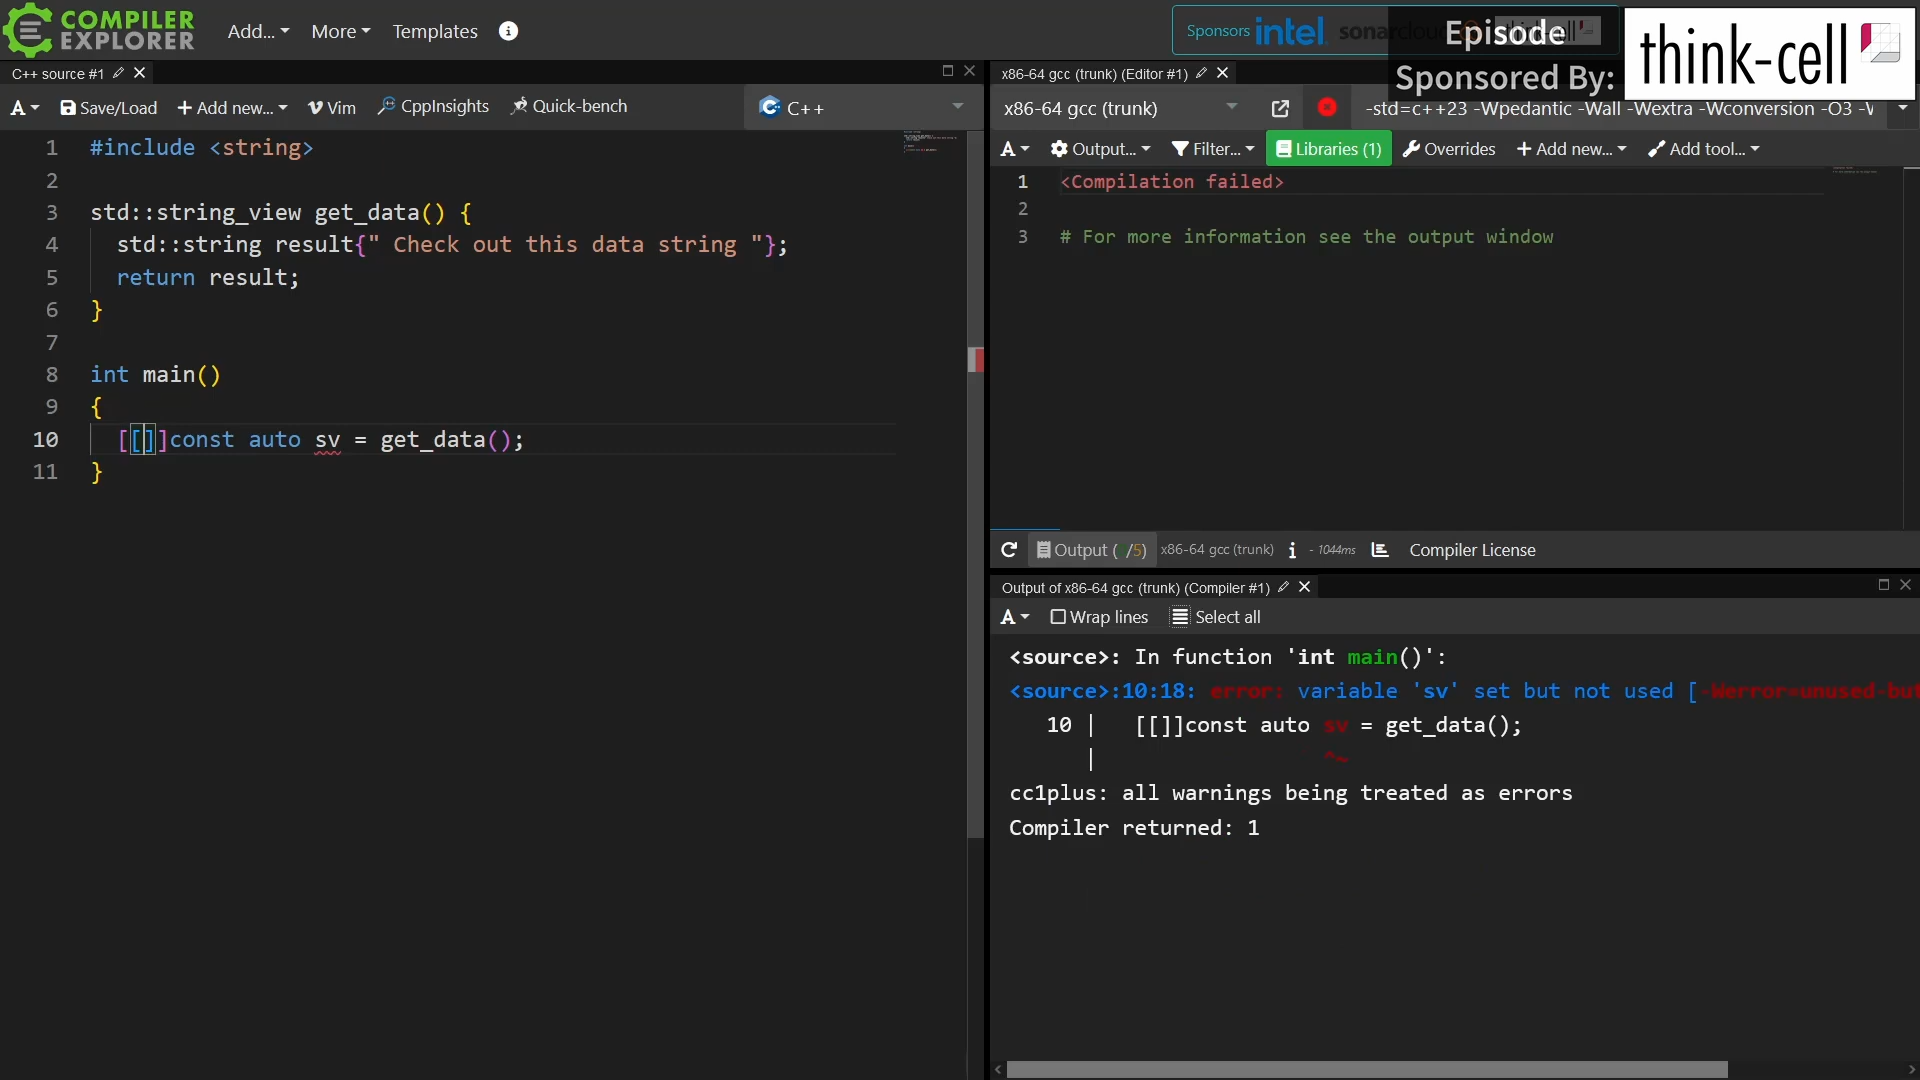 COMPILER
EXPLORER
Add...
More
Templates
Sponsors
intel
Episode
Sponsored By:
think-cell
C++ source #1
x86-64 gcc (trunk) (Editor #1)
A
Save/Load
Add new...
Vim
CppInsights
Quick-bench
C++
x86-64 gcc (trunk)
-std=c++23 -Wpedantic -Wall -Wextra -Wconversion -O3
A
Output...
Filter...
Libraries (1)
Overrides
Add new...
Add tool...
1 #include <string>
2
3 std::string_view get_data() {
4 std::string result{" Check out this data string "};
5 return result;
6 }
7
8 int main()
9 {
10 [[]]const auto sv = get_data();
11 }
1 <Compilation failed>
2
3 # For more information see the output window
Output ( /5)
x86-64 gcc (trunk)
- 1044ms
Compiler License
Output of x86-64 gcc (trunk) (Compiler #1)
A
Wrap lines
Select all
<source>: In function 'int main()':
<source>:10:18: error: variable 'sv' set but not used [-Werror=unused-but
10 | [[]]const auto sv = get_data();
| ^~
cc1plus: all warnings being treated as errors
Compiler returned: 1